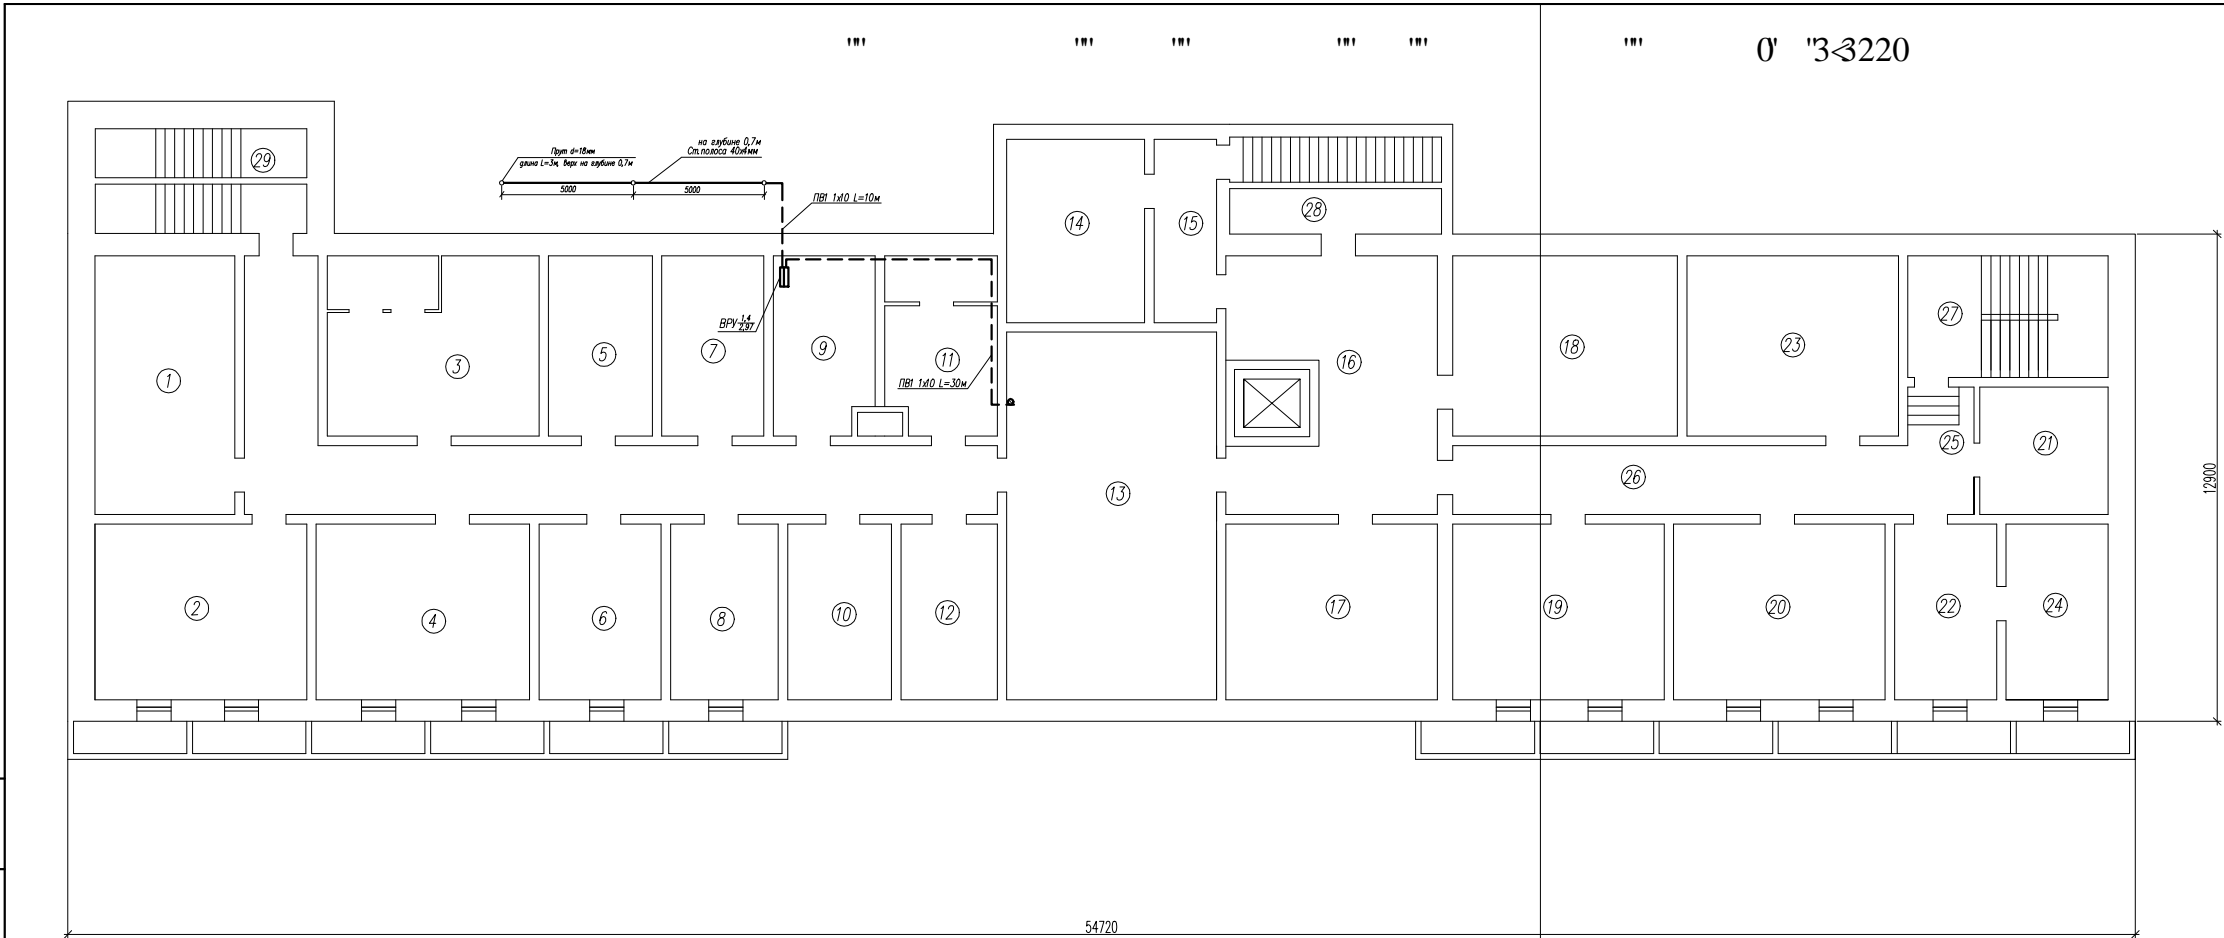 '"' '"' '"' '"' '"' '"' 0' "3<3220
29
Прут d=18мм
длина L=3м, верх на глубине 0,7м
на глубине 0,7м
Ст.полоса 40х4мм
5000 5000
ПВ1 1х10 L=10м
14 15 28
ВРУ 1,4
2,97
ПВ1 1х10 L=30м
1 3 5 7 9 11 16 18 23 27
13 26 25 21
12900
2 4 6 8 10 12 17 19 20 22 24
54720